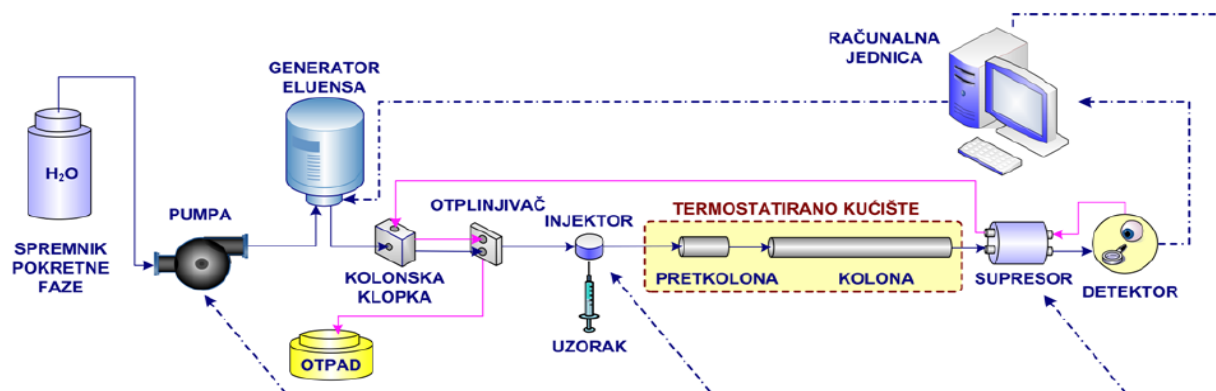 RAČUNALNA
JEDNICA
GENERATOR
ELUENSA
H₂O
PUMPA
OTPLINJIVAČ
INJEKTOR
TERMOSTATIRANO KUĆIŠTE
SPREMNIK
POKRETNE
FAZE
KOLONSKA
KLOPKA
PRETKOLONA
KOLONA
SUPRESOR
DETEKTOR
UZORAK
OTPAD